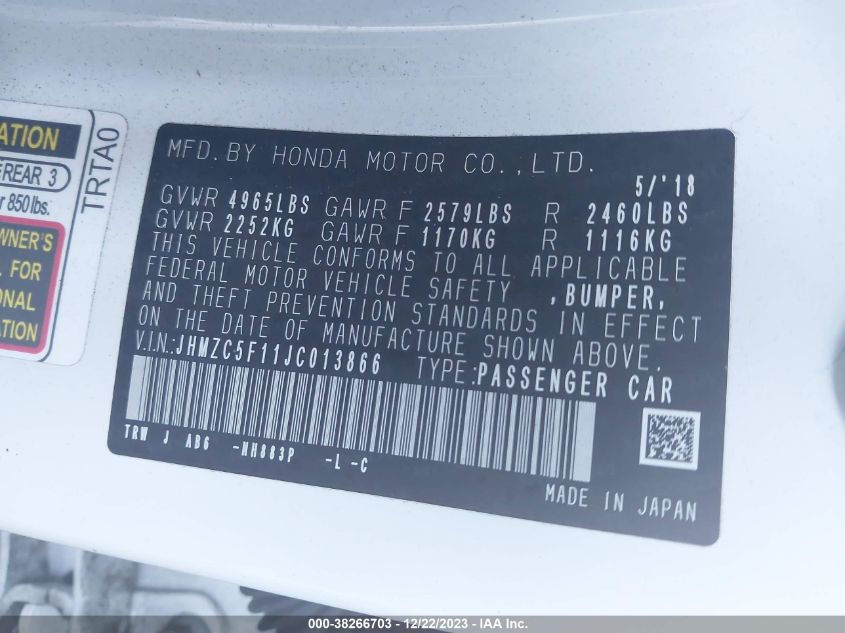 ATION
REAR 3
r 850lbs.
WNER'S
L FOR
ONAL
ATION
TRTA0
MFD. BY HONDA MOTOR CO.,LTD.
5/'18
GVWR 4965LBS GAWR F 2579LBS R 2460LBS
GVWR 2252KG GAWR F 1170KG R 1116KG
THIS VEHICLE CONFORMS TO ALL APPLICABLE
FEDERAL MOTOR VEHICLE SAFETY ,BUMPER,
AND THEFT PREVENTION STANDARDS IN EFFECT
ON THE DATE OF MANUFACTURE SHOWN ABOVE.
V.I.N.:JHMZC5F11JC013866 TYPE:PASSENGER CAR
TRW J AB6 -NH883P -L -C
MADE IN JAPAN
000-38266703 - 12/22/2023 - IAA Inc.